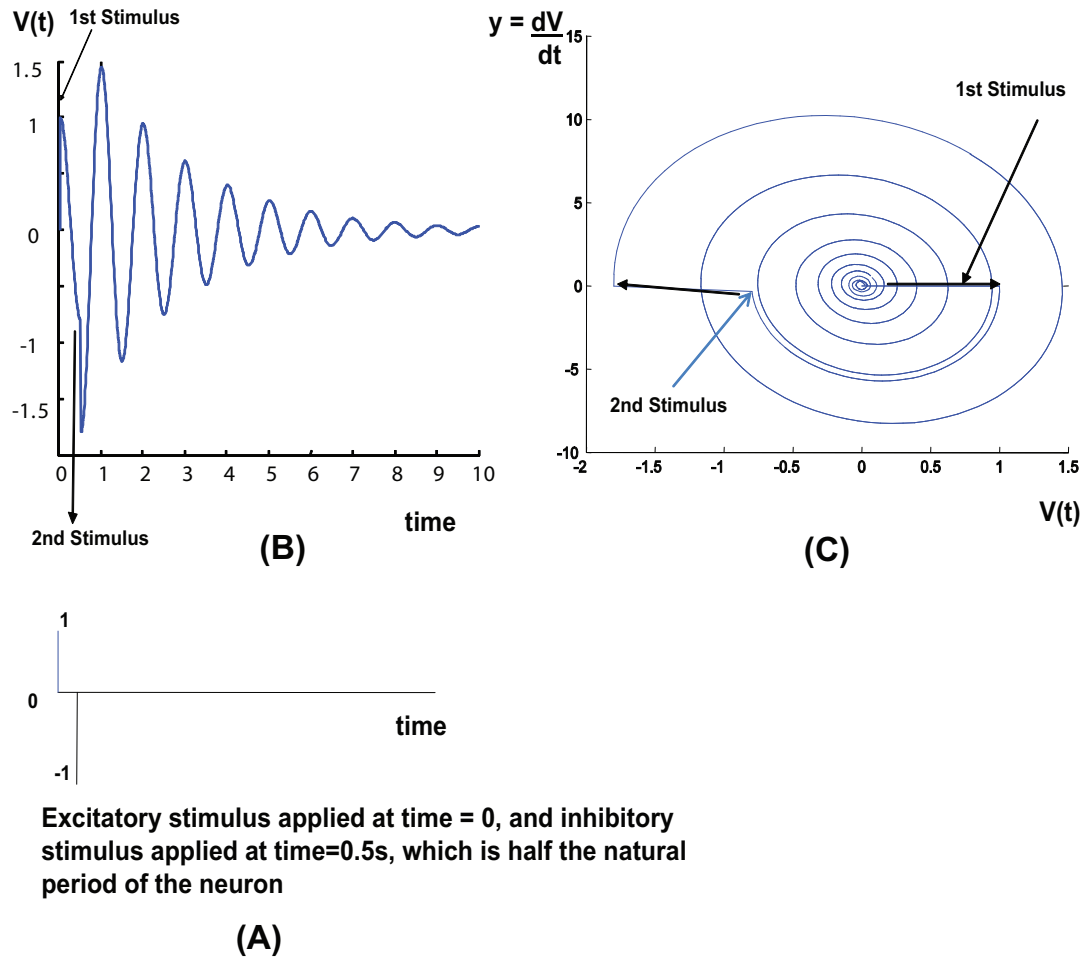 V(t)
1st Stimulus
1.5
1
0
-1
-1.5
0 1 2 3 4 5 6 7 8 9 10
time
2nd Stimulus
(B)
y = dV
dt
15
10
5
0
-5
-10
-2 -1.5 -1 -0.5 0 0.5 1 1.5
1st Stimulus
2nd Stimulus
V(t)
(C)
1
0
-1
time
Excitatory stimulus applied at time = 0, and inhibitory
stimulus applied at time=0.5s, which is half the natural
period of the neuron
(A)